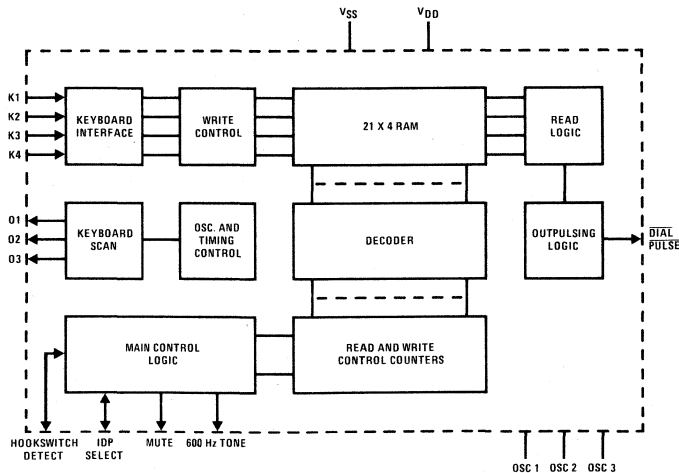 VSS
VDD
K1
K2
K3
K4
KEYBOARD
INTERFACE
WRITE
CONTROL
21 X 4 RAM
READ
LOGIC
O1
O2
O3
KEYBOARD
SCAN
OSC. AND
TIMING
CONTROL
DECODER
OUTPULSING
LOGIC
DIAL
PULSE
MAIN CONTROL
LOGIC
READ AND WRITE
CONTROL COUNTERS
HOOKSWITCH
DETECT
IDP
SELECT
MUTE
600 Hz TONE
OSC 1
OSC 2
OSC 3